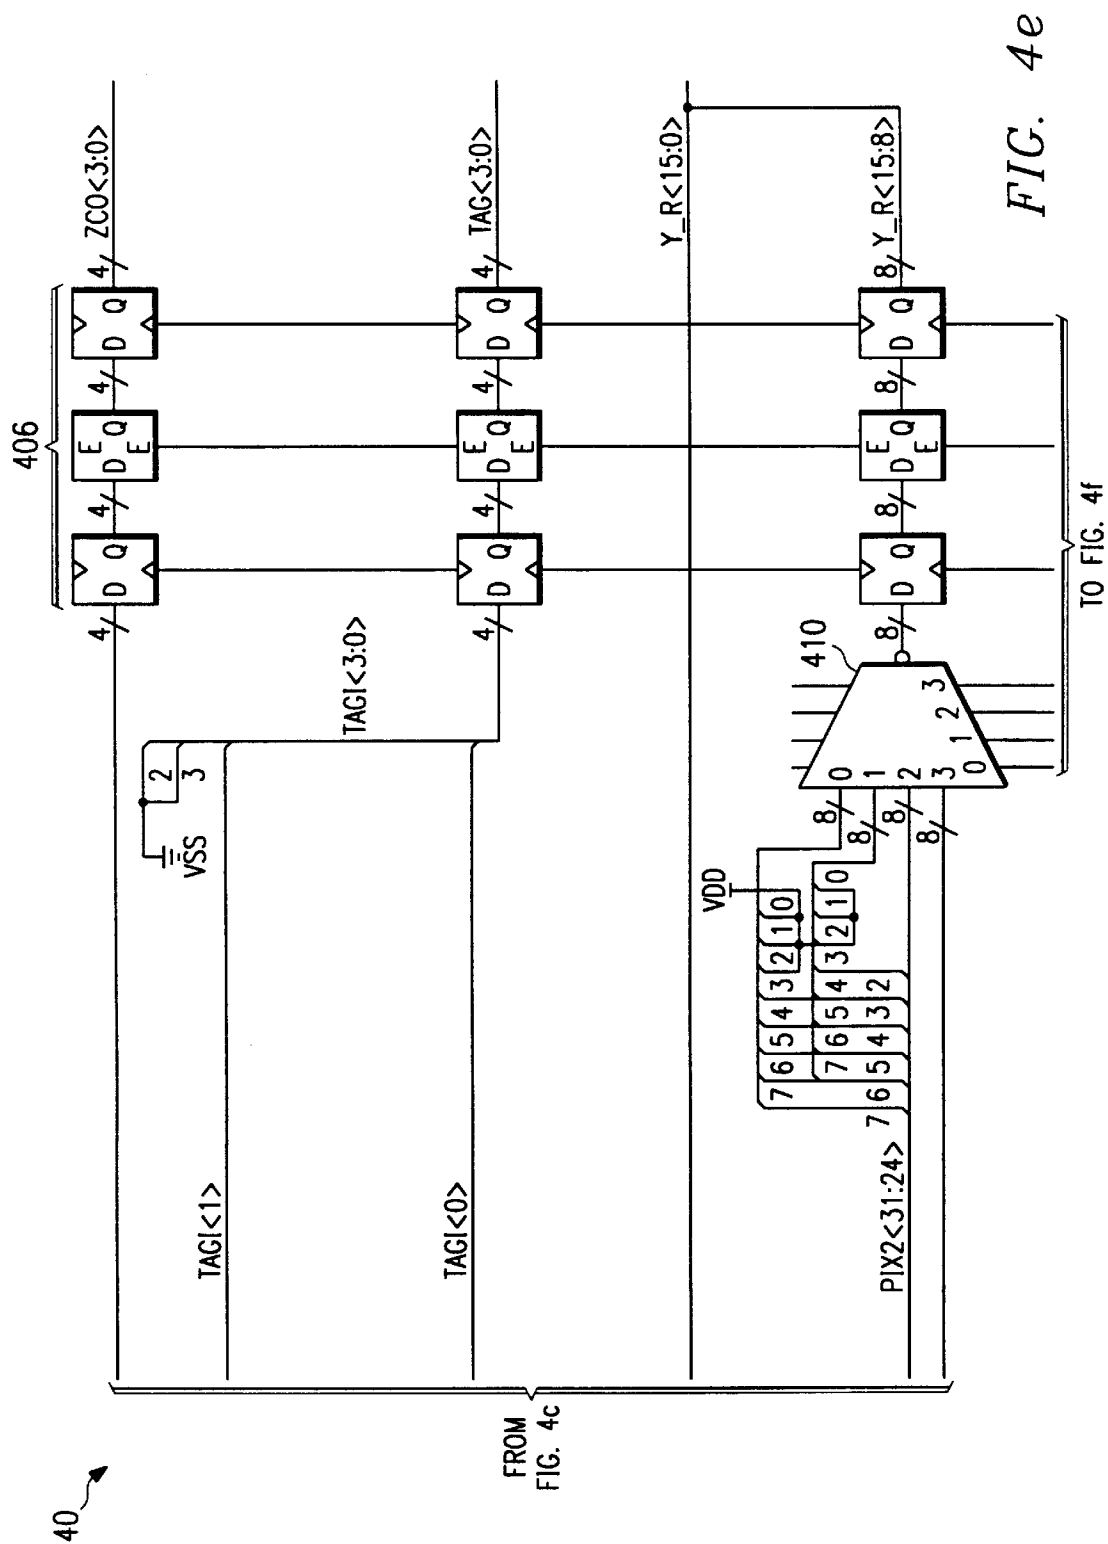 40
406
4 D Q 4 D E Q E 4 D Q 4 ZCO<3:0>
VSS
2
3
TAGI<1>
TAGI<3:0>
TAGI<0>
4 D Q 4 D E Q E 4 D Q 4 TAG<3:0>
Y_R<15:0>
VDD
7 6 5 4 3 2 1 0
7 6 5 4 3 2 1 0
7 6 5 4 3 2
PIX2<31:24>
8
8
8
8
0
1
2
3
0 1 2 3
410
8 D Q 8 D E Q E 8 D Q 8 Y_R<15:8>
FROM
FIG. 4c
TO FIG. 4f
FIG. 4e